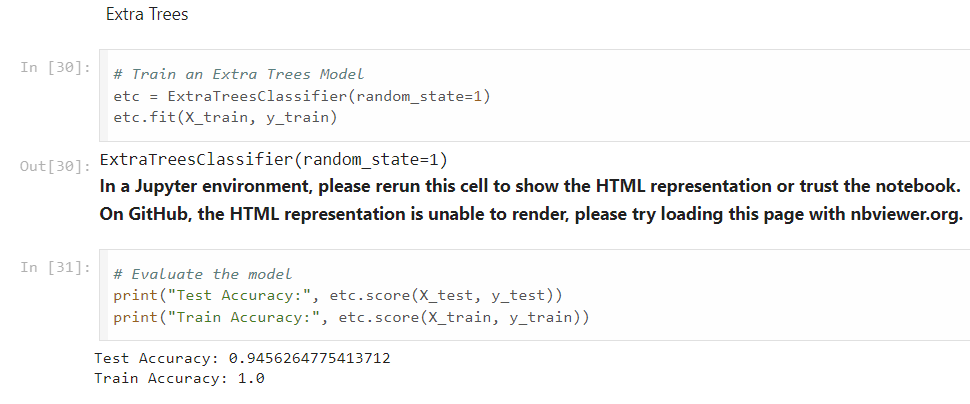 Extra Trees
In [30]:
# Train an Extra Trees Model
etc = ExtraTreesClassifier(random_state=1)
etc.fit(X_train, y_train)
Out[30]:
ExtraTreesClassifier(random_state=1)
In a Jupyter environment, please rerun this cell to show the HTML representation or trust the notebook.
On GitHub, the HTML representation is unable to render, please try loading this page with nbviewer.org.
In [31]:
# Evaluate the model
print("Test Accuracy:", etc.score(X_test, y_test))
print("Train Accuracy:", etc.score(X_train, y_train))
Test Accuracy: 0.9456264775413712
Train Accuracy: 1.0